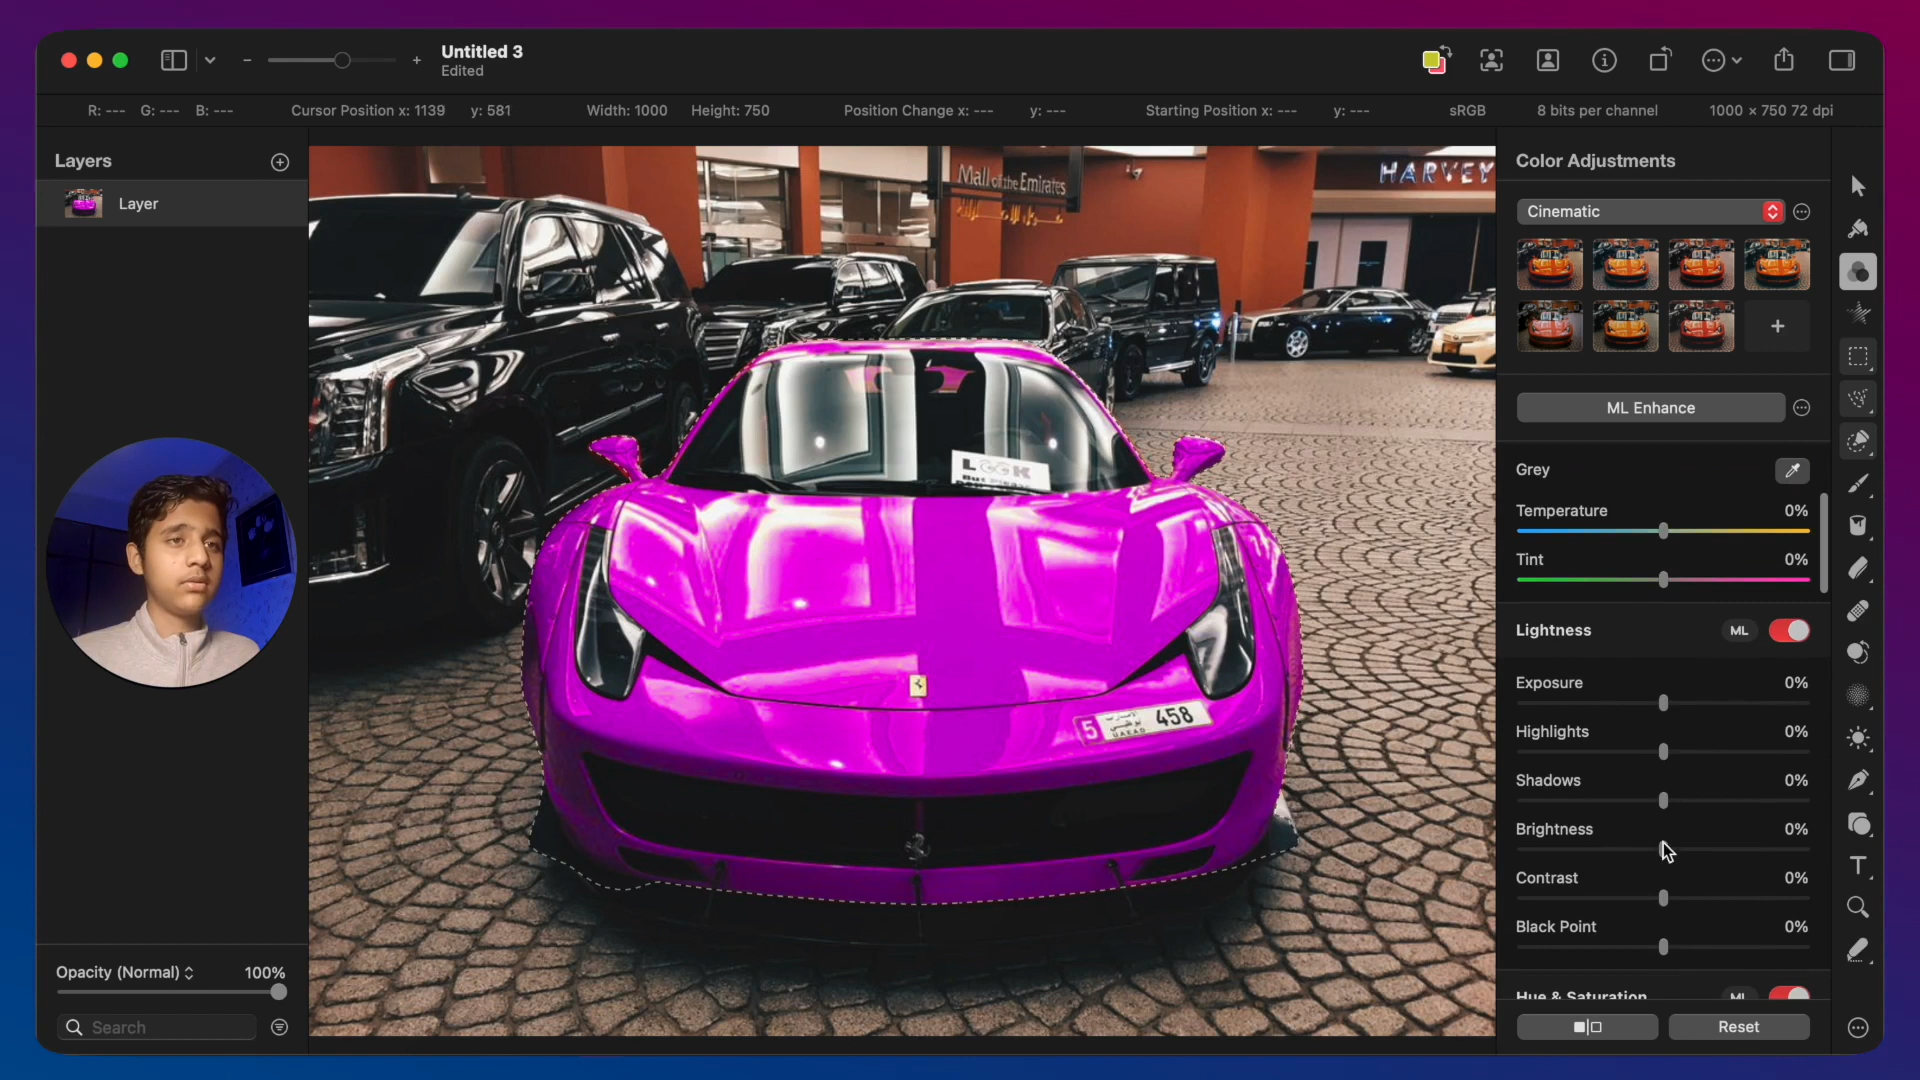 Untitled 3
Edited
R: --- G: --- B: --- Cursor Position x: 1139 y: 581 Width: 1000 Height: 750 Position Change x: --- y: --- Starting Position x: --- y: --- sRGB 8 bits per channel 1000 × 750 72 dpi
Layers
Layer
Mall of the Emirates
HARVEY
LOOK
5
458
Opacity (Normal) 100%
Search
Color Adjustments
Cinematic
ML Enhance
Grey
Temperature 0%
Tint 0%
Lightness ML
Exposure 0%
Highlights 0%
Shadows 0%
Brightness 0%
Contrast 0%
Black Point 0%
Hue & Saturation ML
Reset